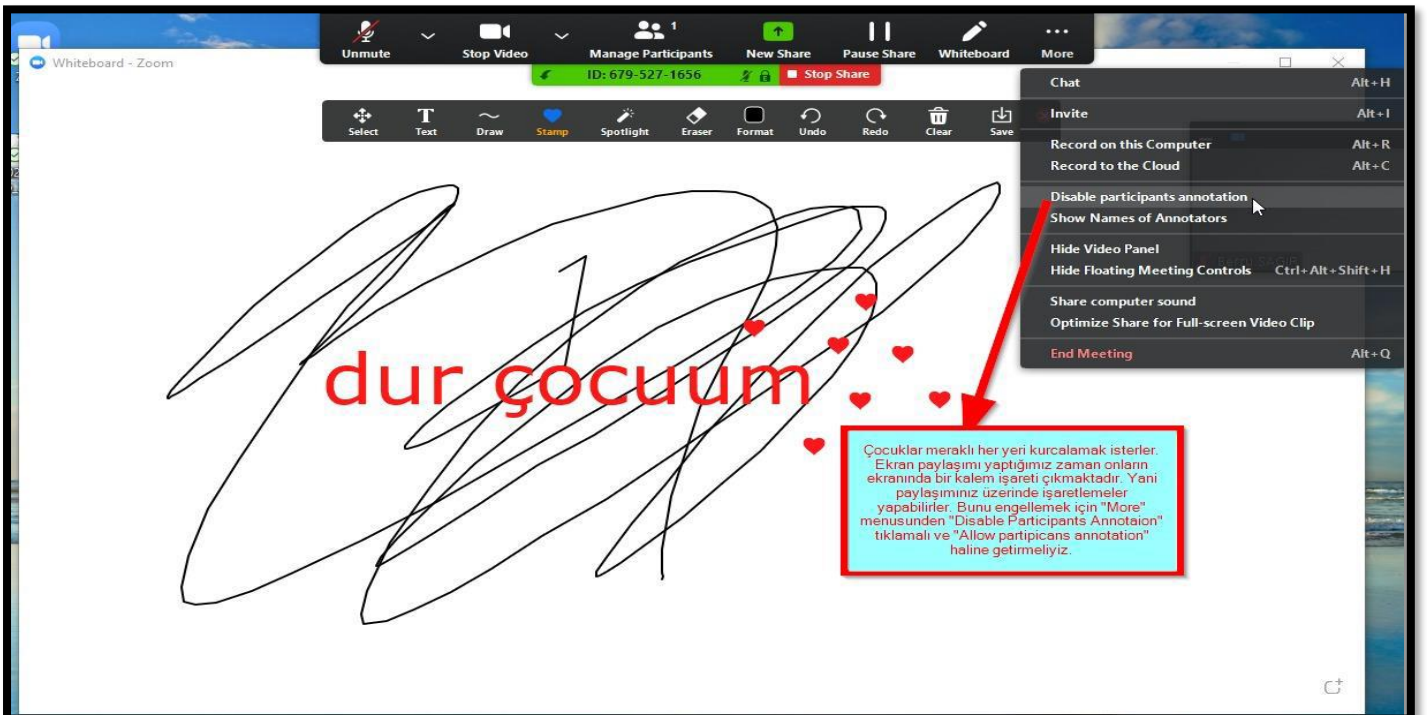 Unmute
Stop Video
1
Manage Participants
New Share
Pause Share
Whiteboard
More
Whiteboard - Zoom
ID: 679-527-1656
Stop Share
Select
Text
Draw
Stamp
Spotlight
Eraser
Format
Undo
Redo
Clear
Save
Chat Alt+H
Invite Alt+I
Record on this Computer Alt+R
Record to the Cloud Alt+C
Disable participants annotation
Show Names of Annotators
Hide Video Panel
Hide Floating Meeting Controls Ctrl+Alt+Shift+H
Share computer sound
Optimize Share for Full-screen Video Clip
End Meeting Alt+Q
dur çocuum
Çocuklar meraklı her yeri kurcalamak isterler.
Ekran paylaşımı yaptığımız zaman onların
ekranında bir kalem işareti çıkmaktadır. Yani
paylaşımınız üzerinde işaretlemeler
yapabilirler. Bunu engellemek için "More"
menusunden "Disable Participants Annotaion"
tıklamalı ve "Allow partipicans annotation"
haline getirmeliyiz.